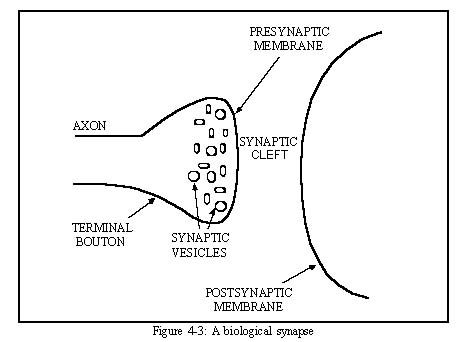 PRESYNAPTIC
MEMBRANE
AXON
SYNAPTIC
CLEFT
TERMINAL
BOUTON
SYNAPTIC
VESICLES
POSTSYNAPTIC
MEMBRANE
Figure 4-3: A biological synapse